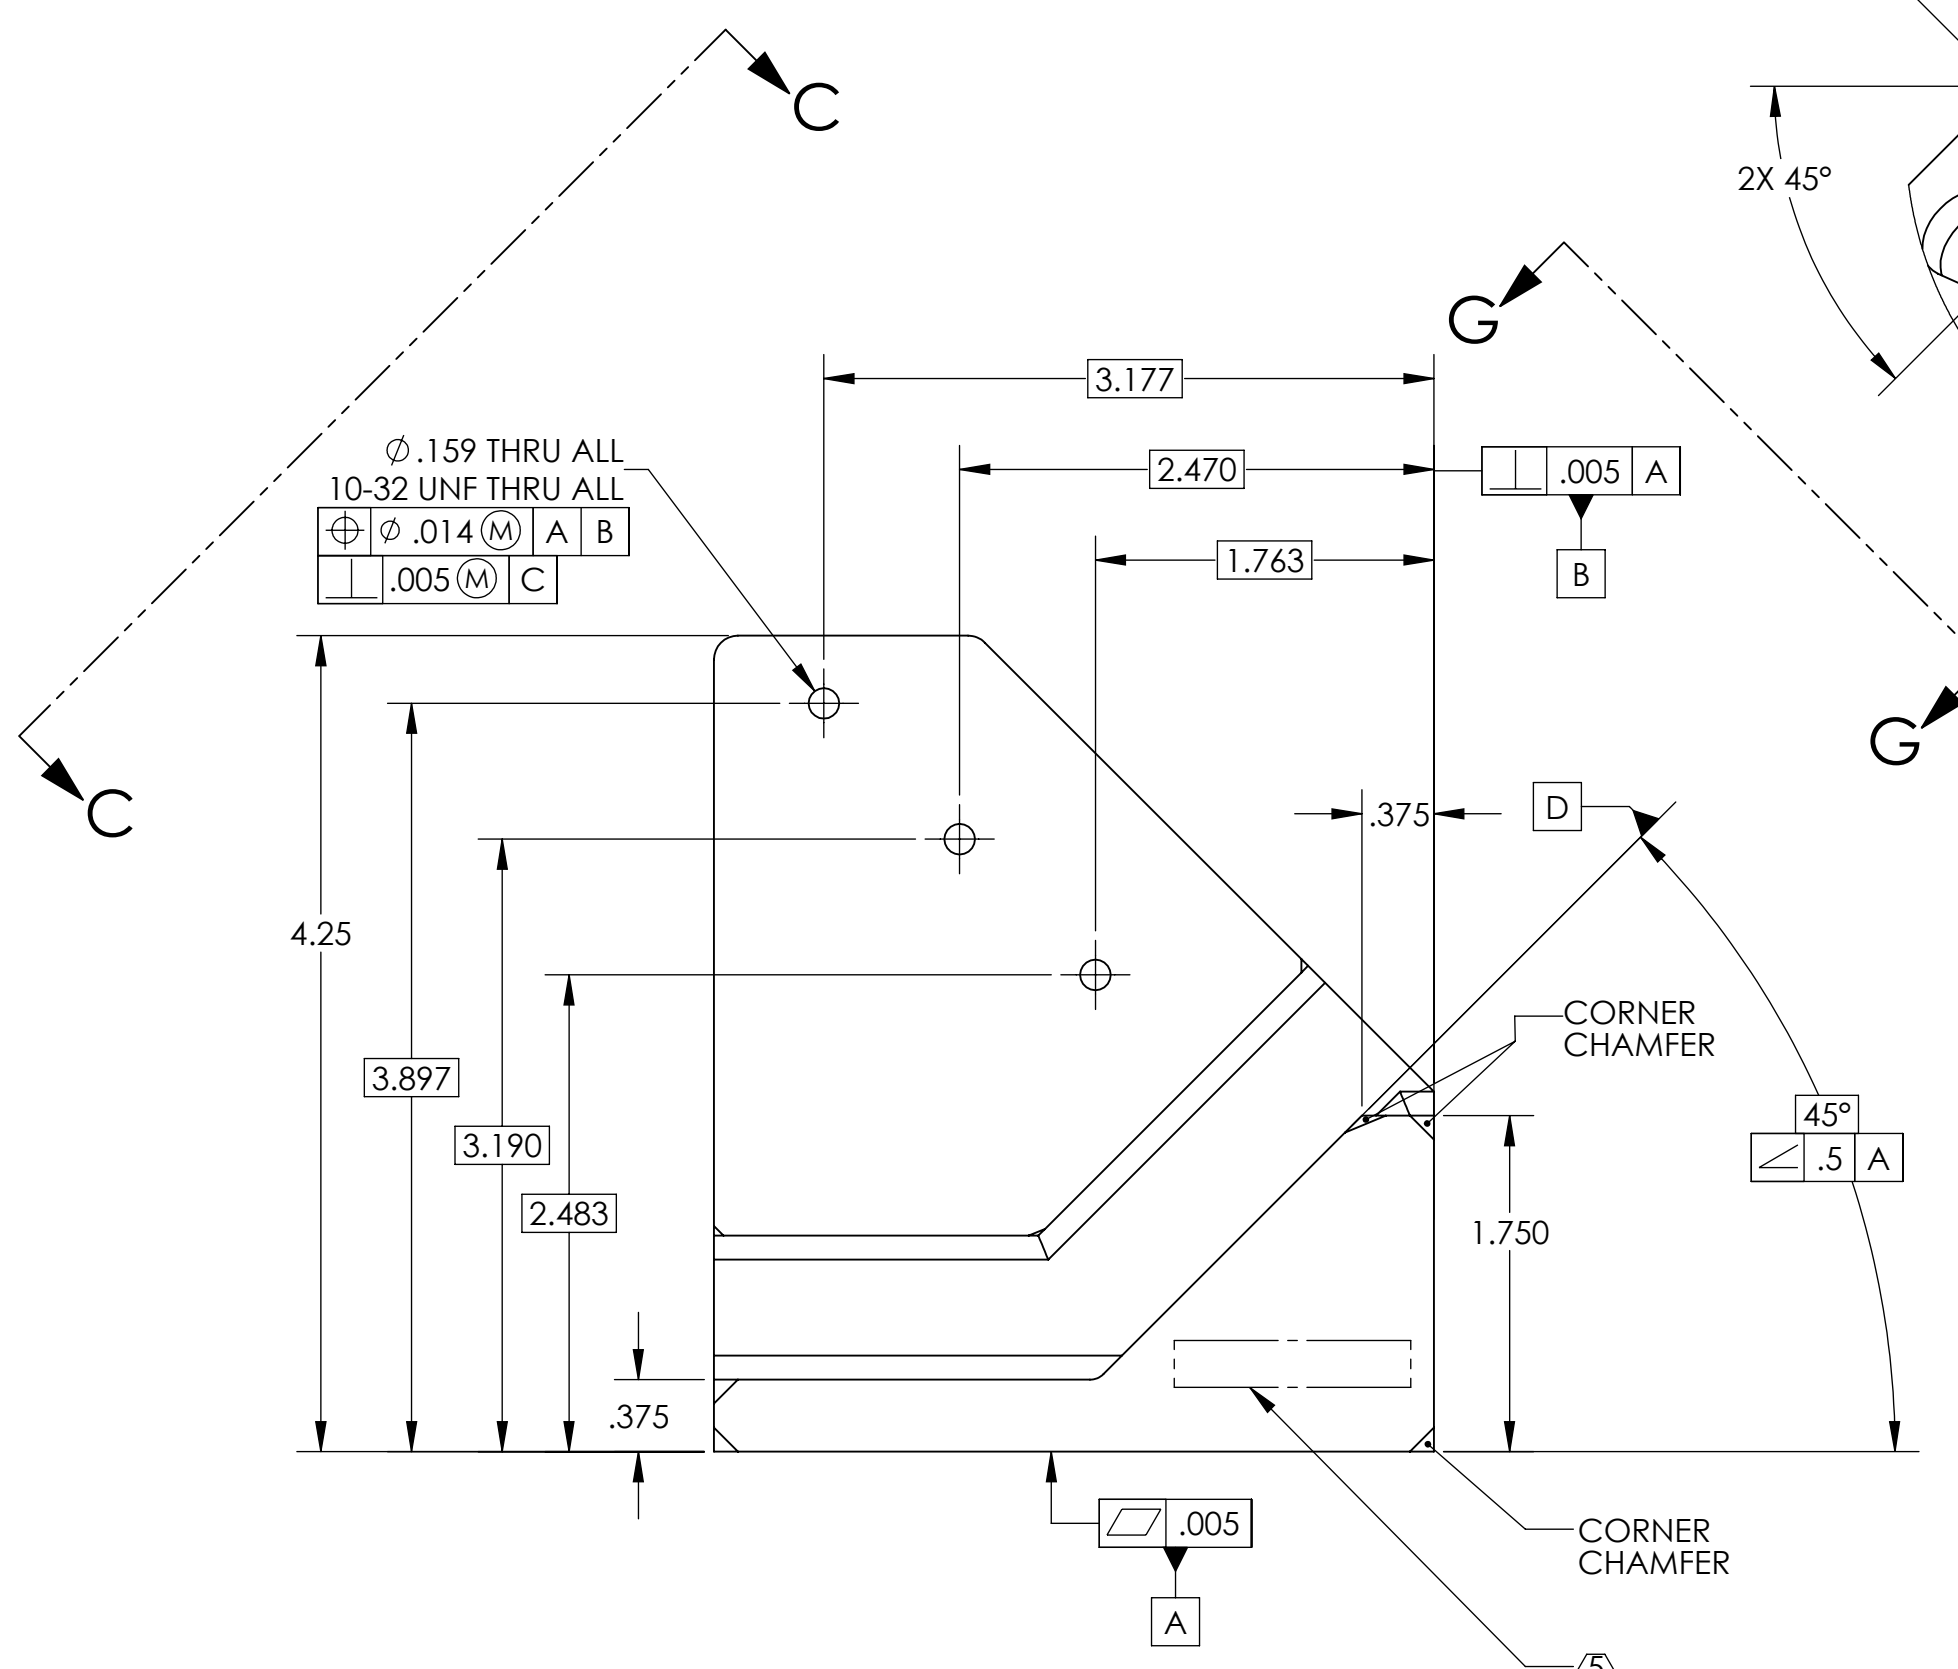 C
2X 45°
G
3.177
⌀ .159 THRU ALL
10-32 UNF THRU ALL
⌖ ⌀ .014 Ⓜ A B
⊥ .005 Ⓜ C
2.470
⊥ .005 A
1.763
B
G
C
.375
D
4.25
CORNER
CHAMFER
3.897
45°
∠ .5 A
3.190
2.483
1.750
.375
⏥ .005
CORNER
CHAMFER
A
5